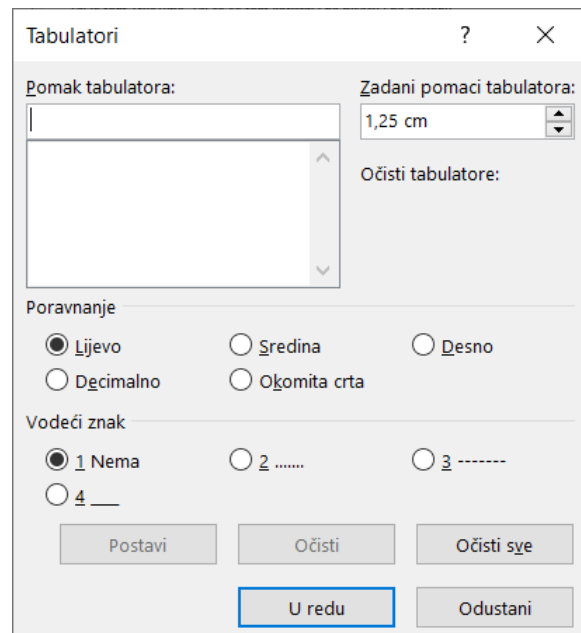 Tabulatori ?
Pomak tabulatora: Zadani pomaci tabulatora:
1,25 cm
Očisti tabulatore:
Poravnanje
Lijevo Sredina Desno
Decimalno Okomita crta
Vodeći znak
1 Nema 2 ....... 3 -------
4 ___
Postavi Očisti Očisti sve
U redu Odustani